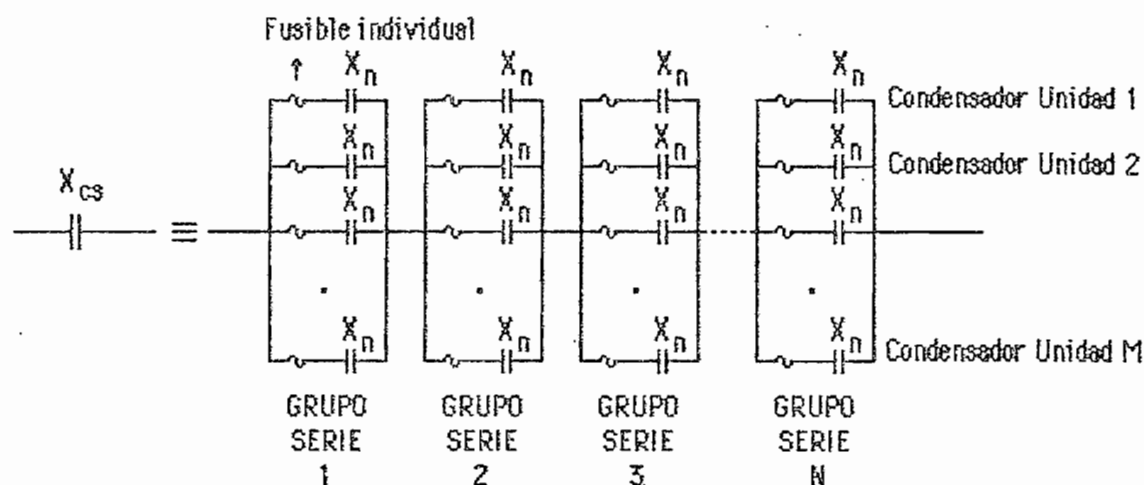 Fusible individual
X_n X_n X_n X_n
Condensador Unidad 1
X_n X_n X_n X_n
Condensador Unidad 2
X_cs
X_n X_n X_n X_n
X_n X_n X_n X_n
Condensador Unidad M
GRUPO GRUPO GRUPO GRUPO
SERIE SERIE SERIE SERIE
1 2 3 N